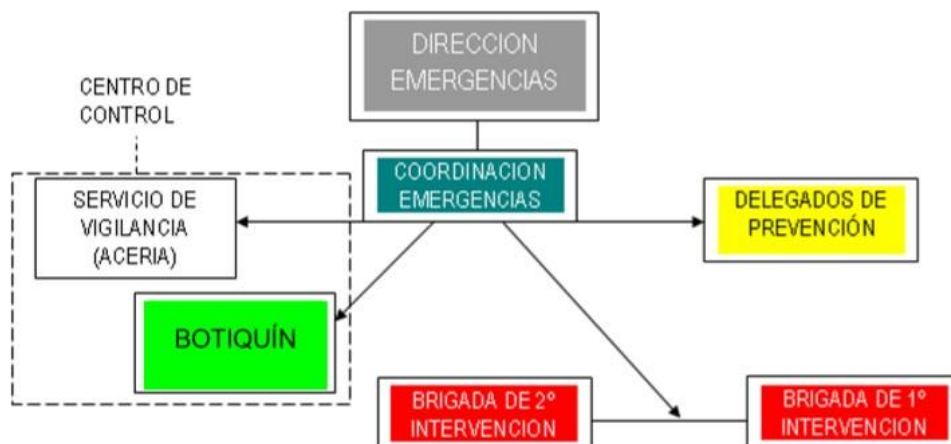 DIRECCION
EMERGENCIAS
CENTRO DE
CONTROL
COORDINACION
EMERGENCIAS
SERVICIO DE
VIGILANCIA
(ACERIA)
DELEGADOS DE
PREVENCIÓN
BOTIQUÍN
BRIGADA DE 2º
INTERVENCION
BRIGADA DE 1º
INTERVENCION